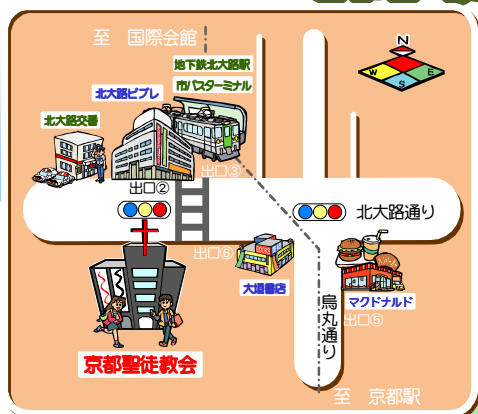 至 国際会館
N
W
E
S
地下鉄北大路駅
市バスターミナル
北大路ビブレ
北大路交番
出口③
出口②
北大路通り
出口⑥
大垣書店
マクドナルド
烏丸通り
出口⑤
京都聖徒教会
至 京都駅